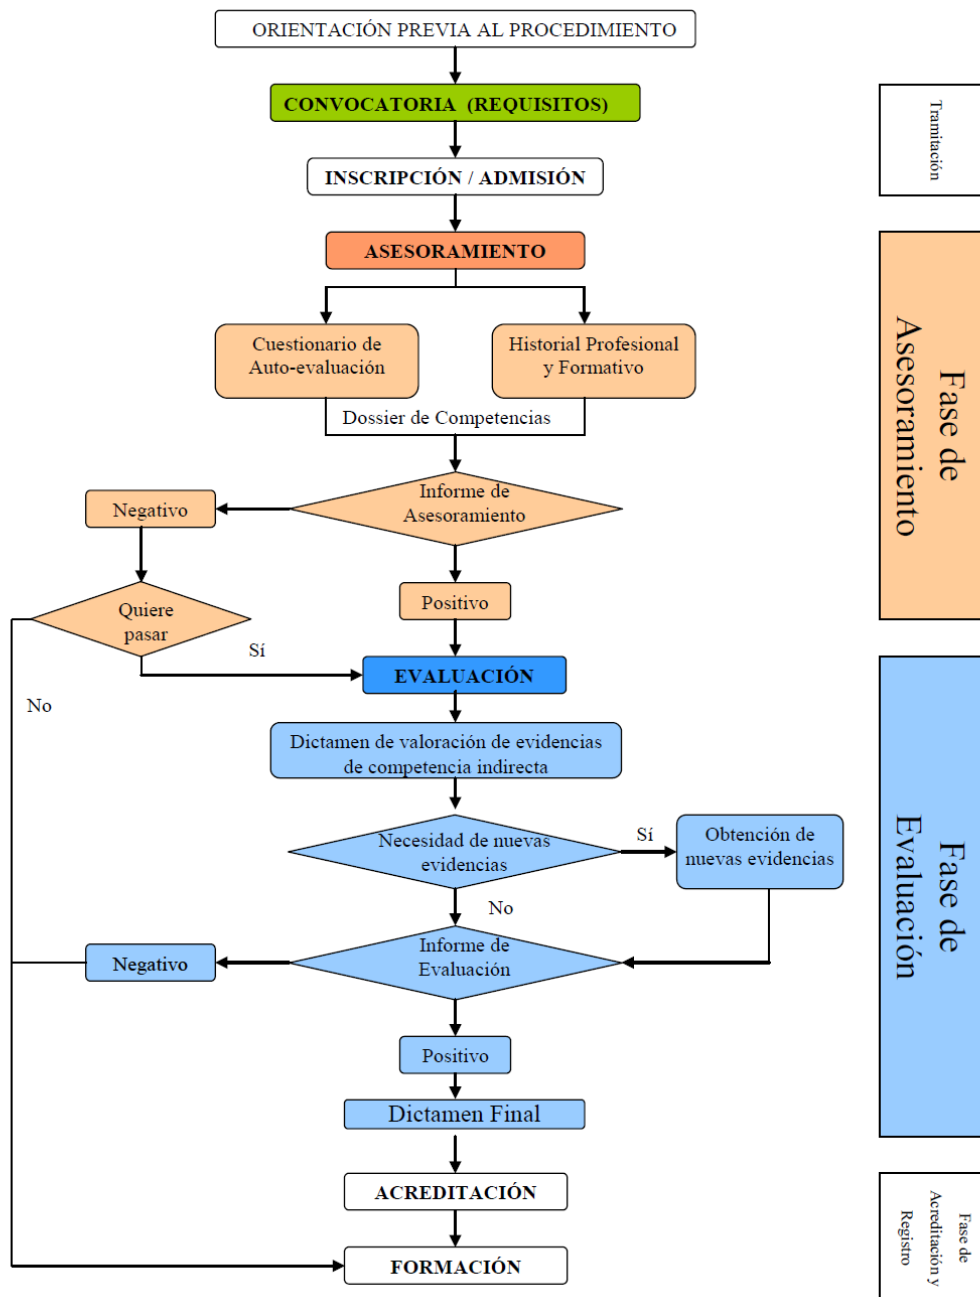 ORIENTACIÓN PREVIA AL PROCEDIMIENTO
CONVOCATORIA (REQUISITOS)
Tramitación
INSCRIPCIÓN / ADMISIÓN
ASESORAMIENTO
Cuestionario de
Auto-evaluación
Historial Profesional
y Formativo
Dossier de Competencias
Fase de
Asesoramiento
Informe de
Asesoramiento
Negativo
Positivo
Quiere
pasar
Sí
No
EVALUACIÓN
Dictamen de valoración de evidencias
de competencia indirecta
Necesidad de nuevas
evidencias
Sí
Obtención de
nuevas evidencias
No
Fase de
Evaluación
Informe de
Evaluación
Negativo
Positivo
Dictamen Final
ACREDITACIÓN
FORMACIÓN
Fase de
Acreditación y
Registro